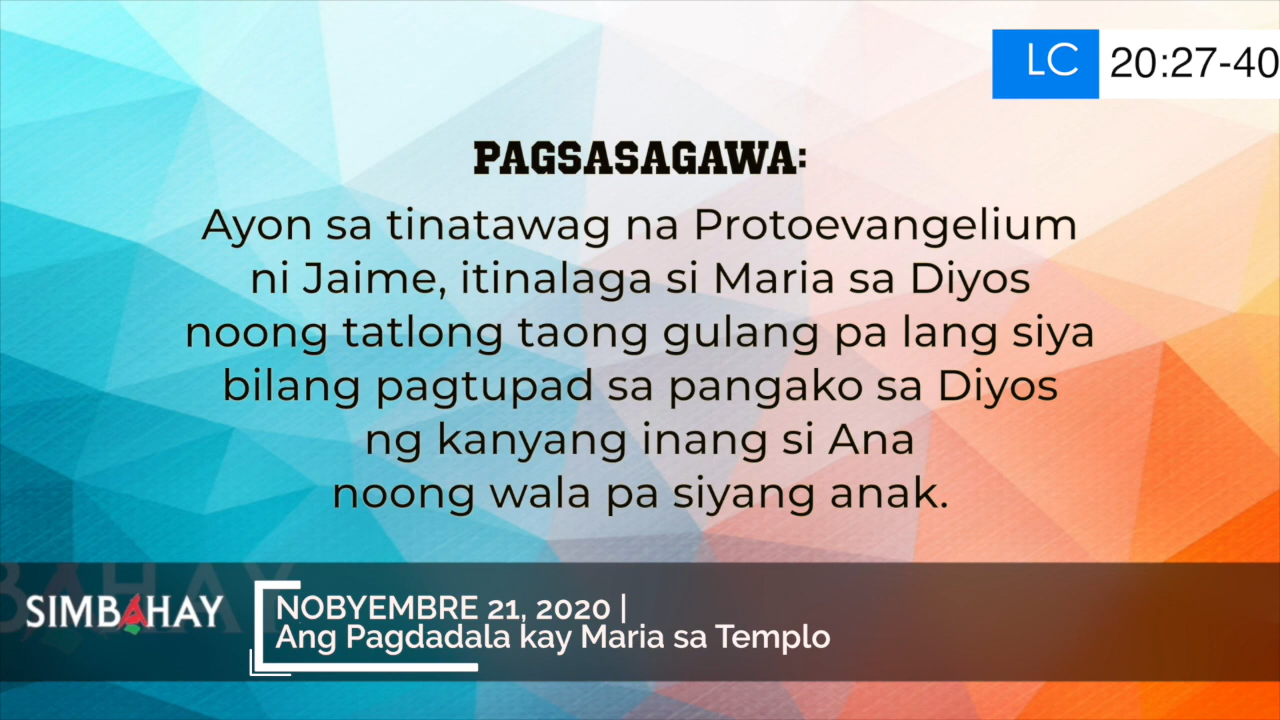 LC 20:27-40
PAGSASAGAWA:
Ayon sa tinatawag na Protoevangelium
ni Jaime, itinalaga si Maria sa Diyos
noong tatlong taong gulang pa lang siya
bilang pagtupad sa pangako sa Diyos
ng kanyang inang si Ana
noong wala pa siyang anak.
SIMBAHAY
NOBYEMBRE 21, 2020 |
Ang Pagdadala kay Maria sa Templo